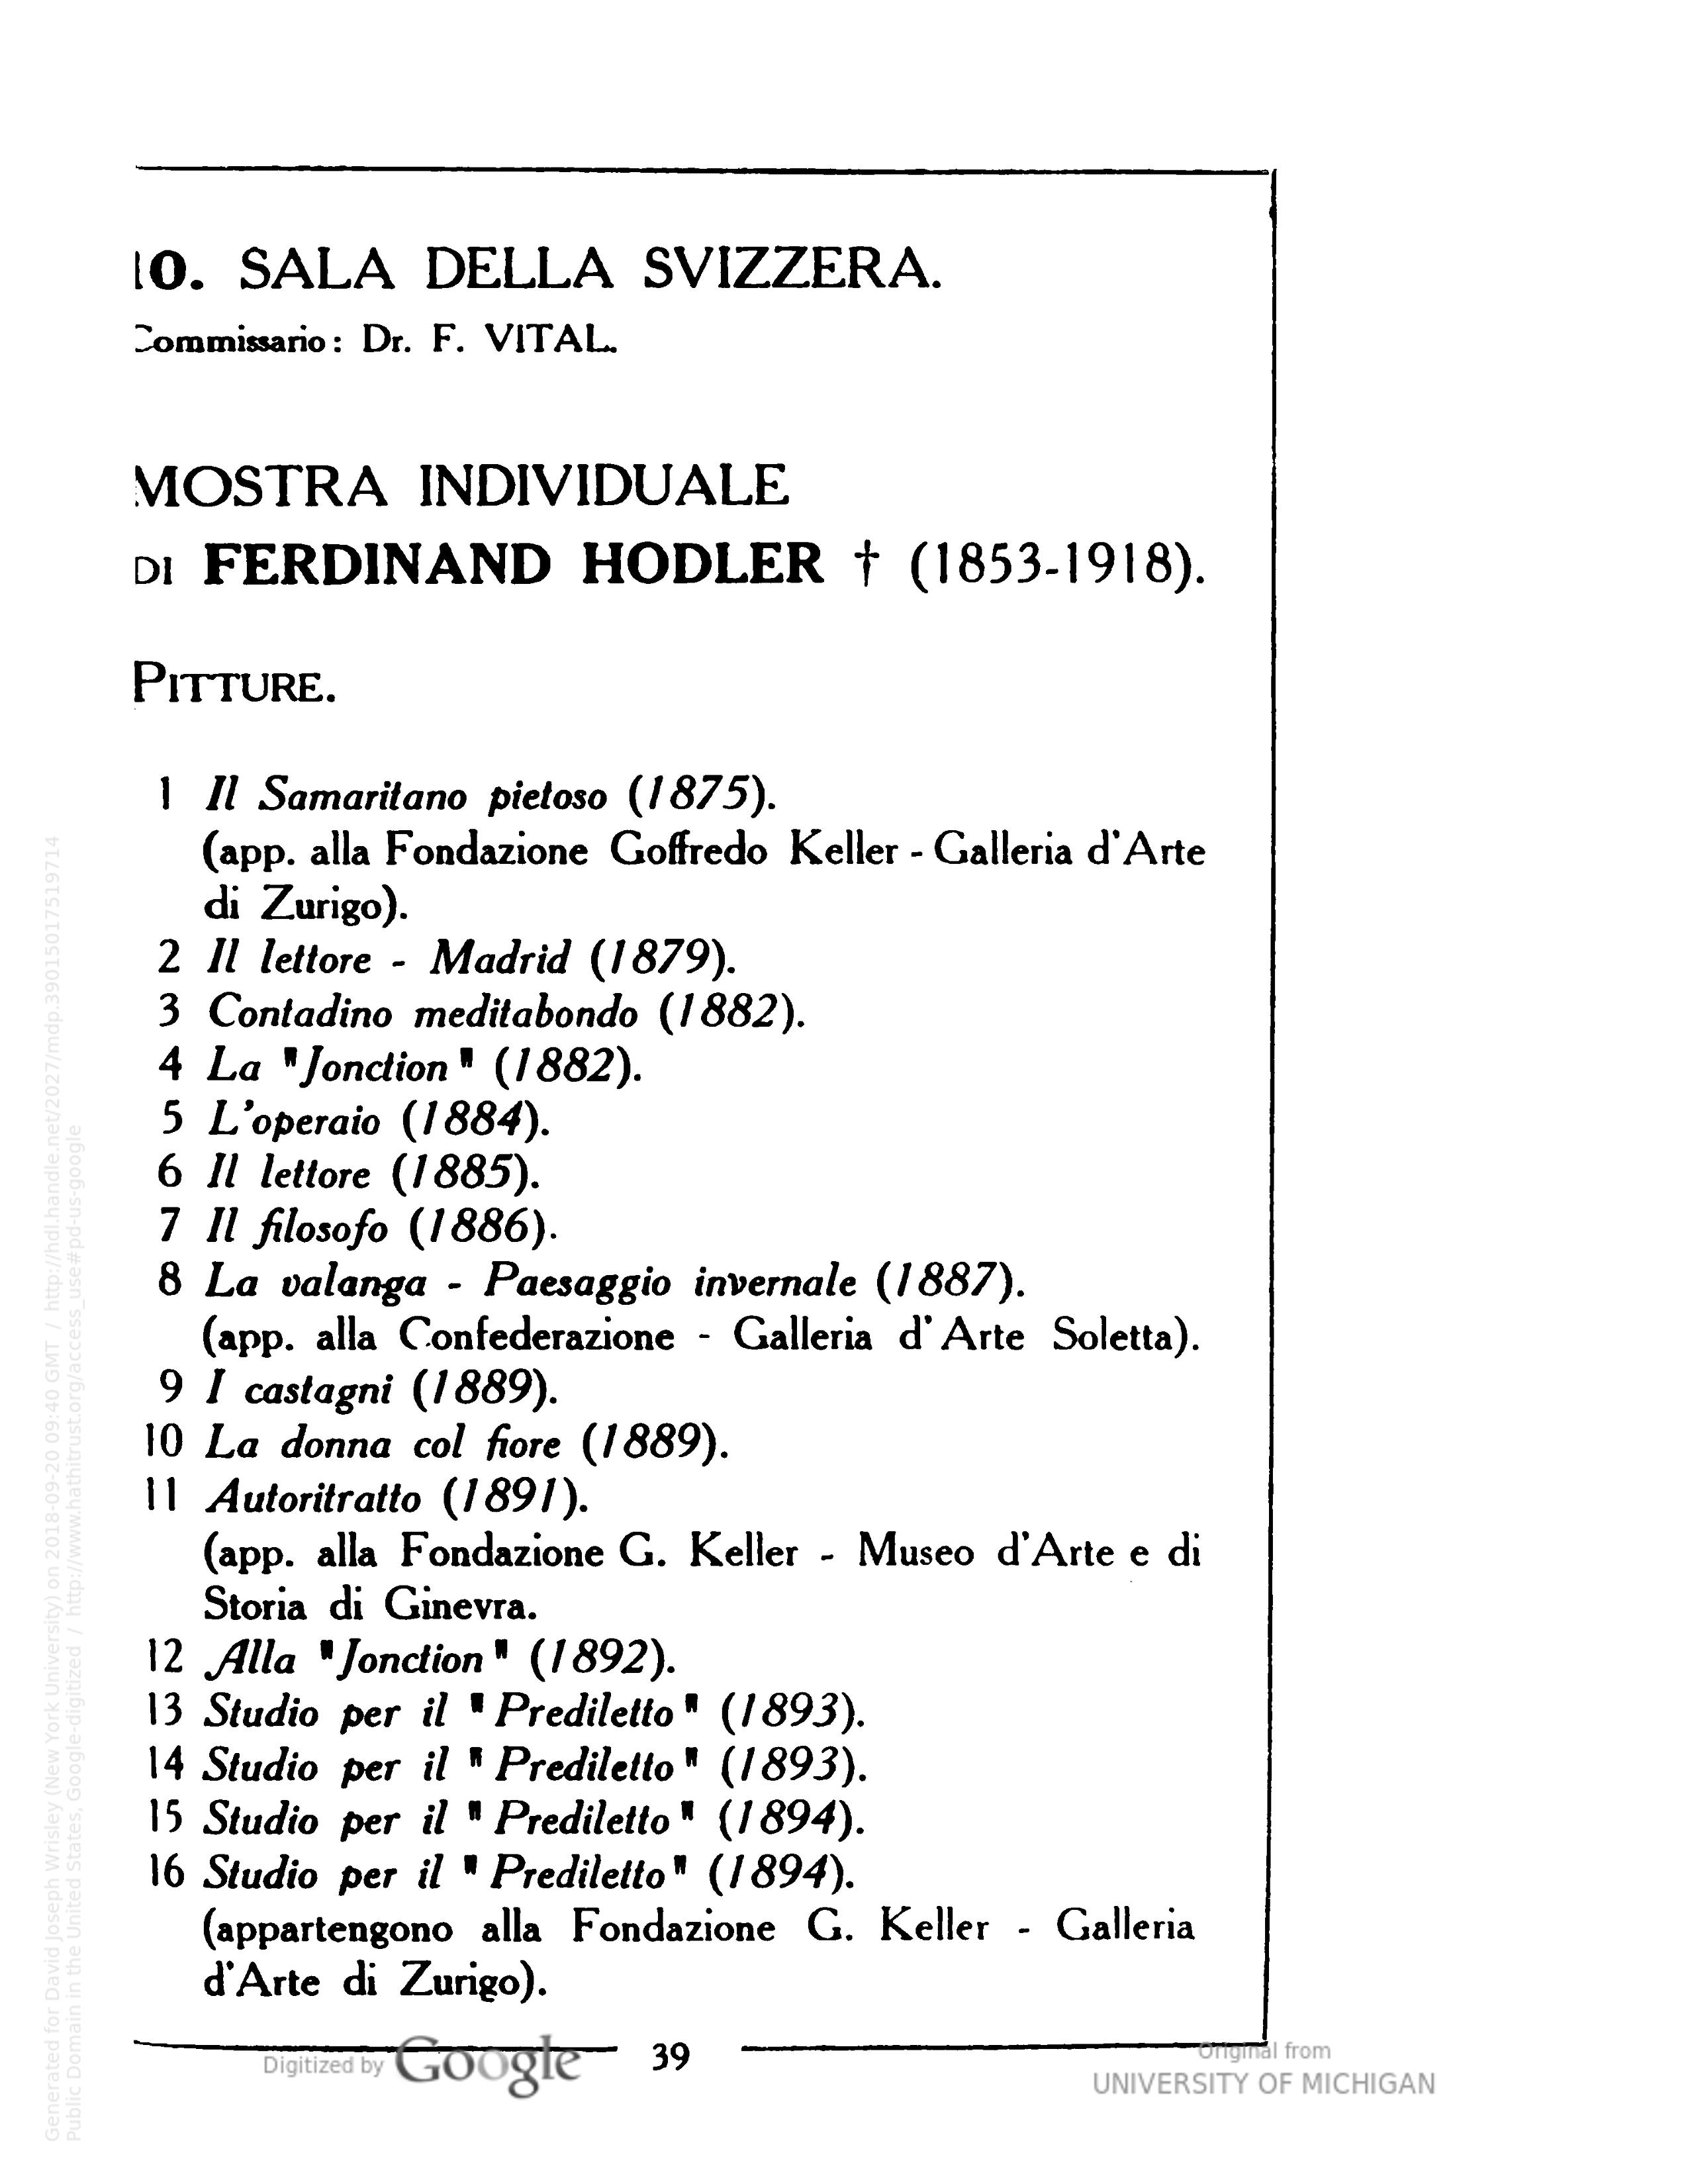 10. SALA DELLA SVIZZERA.
Commissario: Dr. F. VITAL.
MOSTRA INDIVIDUALE
DI FERDINAND HODLER † (1853-1918).
PITTURE.
1 Il Samaritano pietoso (1875).
(app. alla Fondazione Goffredo Keller - Galleria d'Arte
di Zurigo).
2 Il lettore - Madrid (1879).
3 Contadino meditabondo (1882).
4 La "Jonction" (1882).
5 L'operaio (1884).
6 Il lettore (1885).
7 Il filosofo (1886).
8 La valanga - Paesaggio invernale (1887).
(app. alla Confederazione - Galleria d'Arte Soletta).
9 I castagni (1889).
10 La donna col fiore (1889).
11 Autoritratto (1891).
(app. alla Fondazione G. Keller - Museo d'Arte e di
Storia di Ginevra.
12 Alla "Jonction" (1892).
13 Studio per il "Prediletto" (1893).
14 Studio per il "Prediletto" (1893).
15 Studio per il "Prediletto" (1894).
16 Studio per il "Prediletto" (1894).
(appartengono alla Fondazione G. Keller - Galleria
d'Arte di Zurigo).
39
Digitized by Google
Original from
UNIVERSITY OF MICHIGAN
Generated for David Joseph Wrisley (New York University) on 2018-09-20 09:40 GMT / http://hdl.handle.net/2027/mdp.39015017519714
Public Domain in the United States, Google-digitized / http://www.hathitrust.org/access_use#pd-us-google